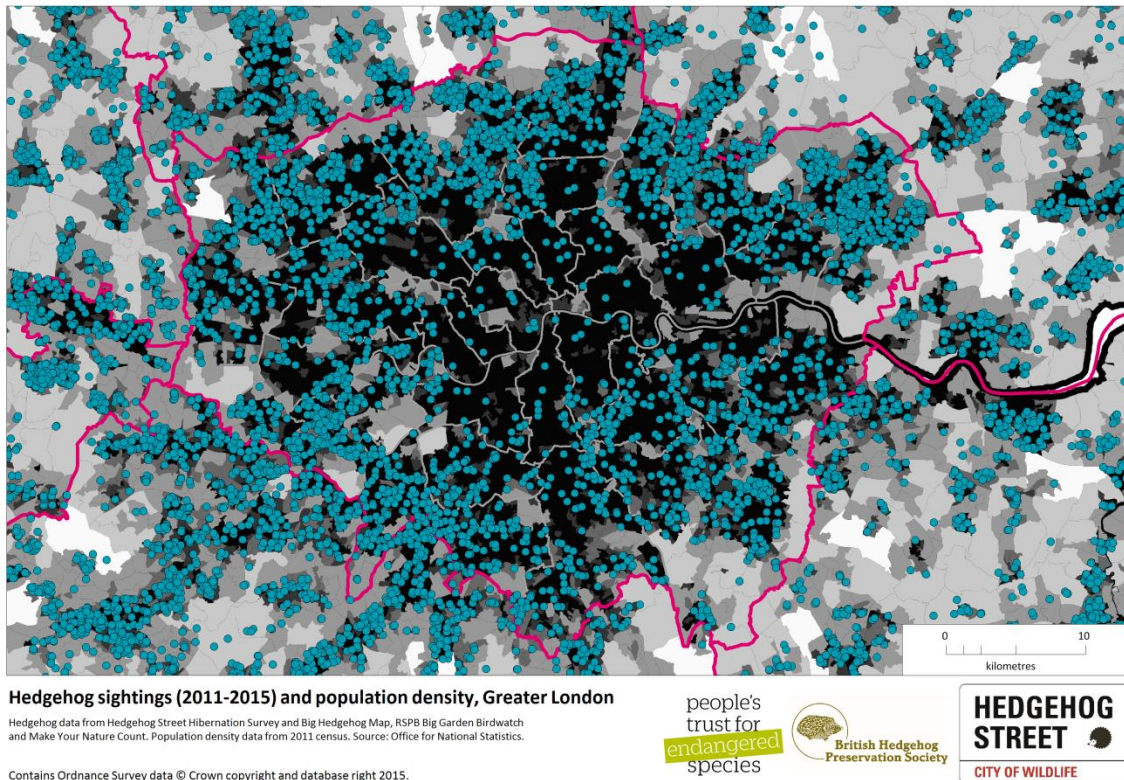 0 10
kilometres
Hedgehog sightings (2011-2015) and population density, Greater London
Hedgehog data from Hedgehog Street Hibernation Survey and Big Hedgehog Map, RSPB Big Garden Birdwatch
and Make Your Nature Count. Population density data from 2011 census. Source: Office for National Statistics.
Contains Ordnance Survey data © Crown copyright and database right 2015.
people's
trust for
endangered
species
British Hedgehog
Preservation Society
HEDGEHOG
STREET
CITY OF WILDLIFE